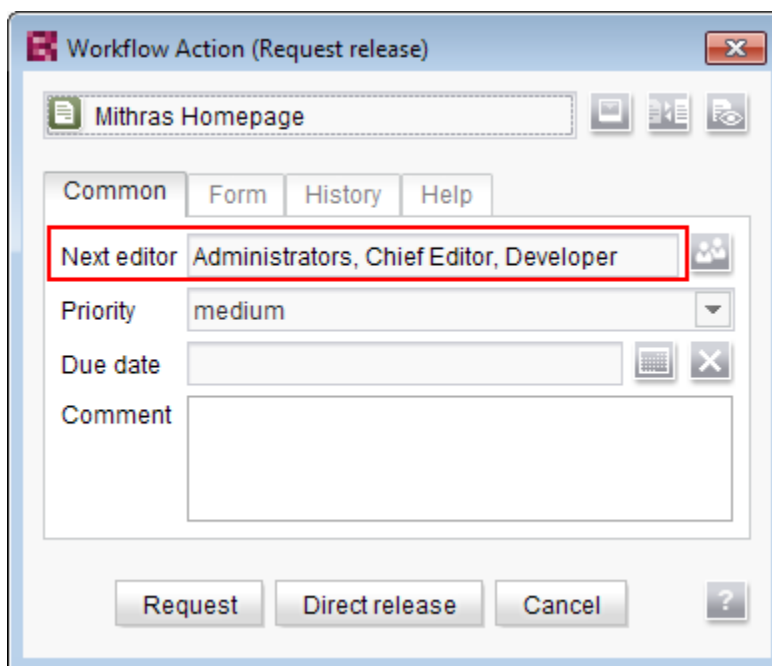 Workflow Action (Request release)
Mithras Homepage
Common Form History Help
Next editor Administrators, Chief Editor, Developer
Priority medium
Due date
Comment
Request Direct release Cancel ?